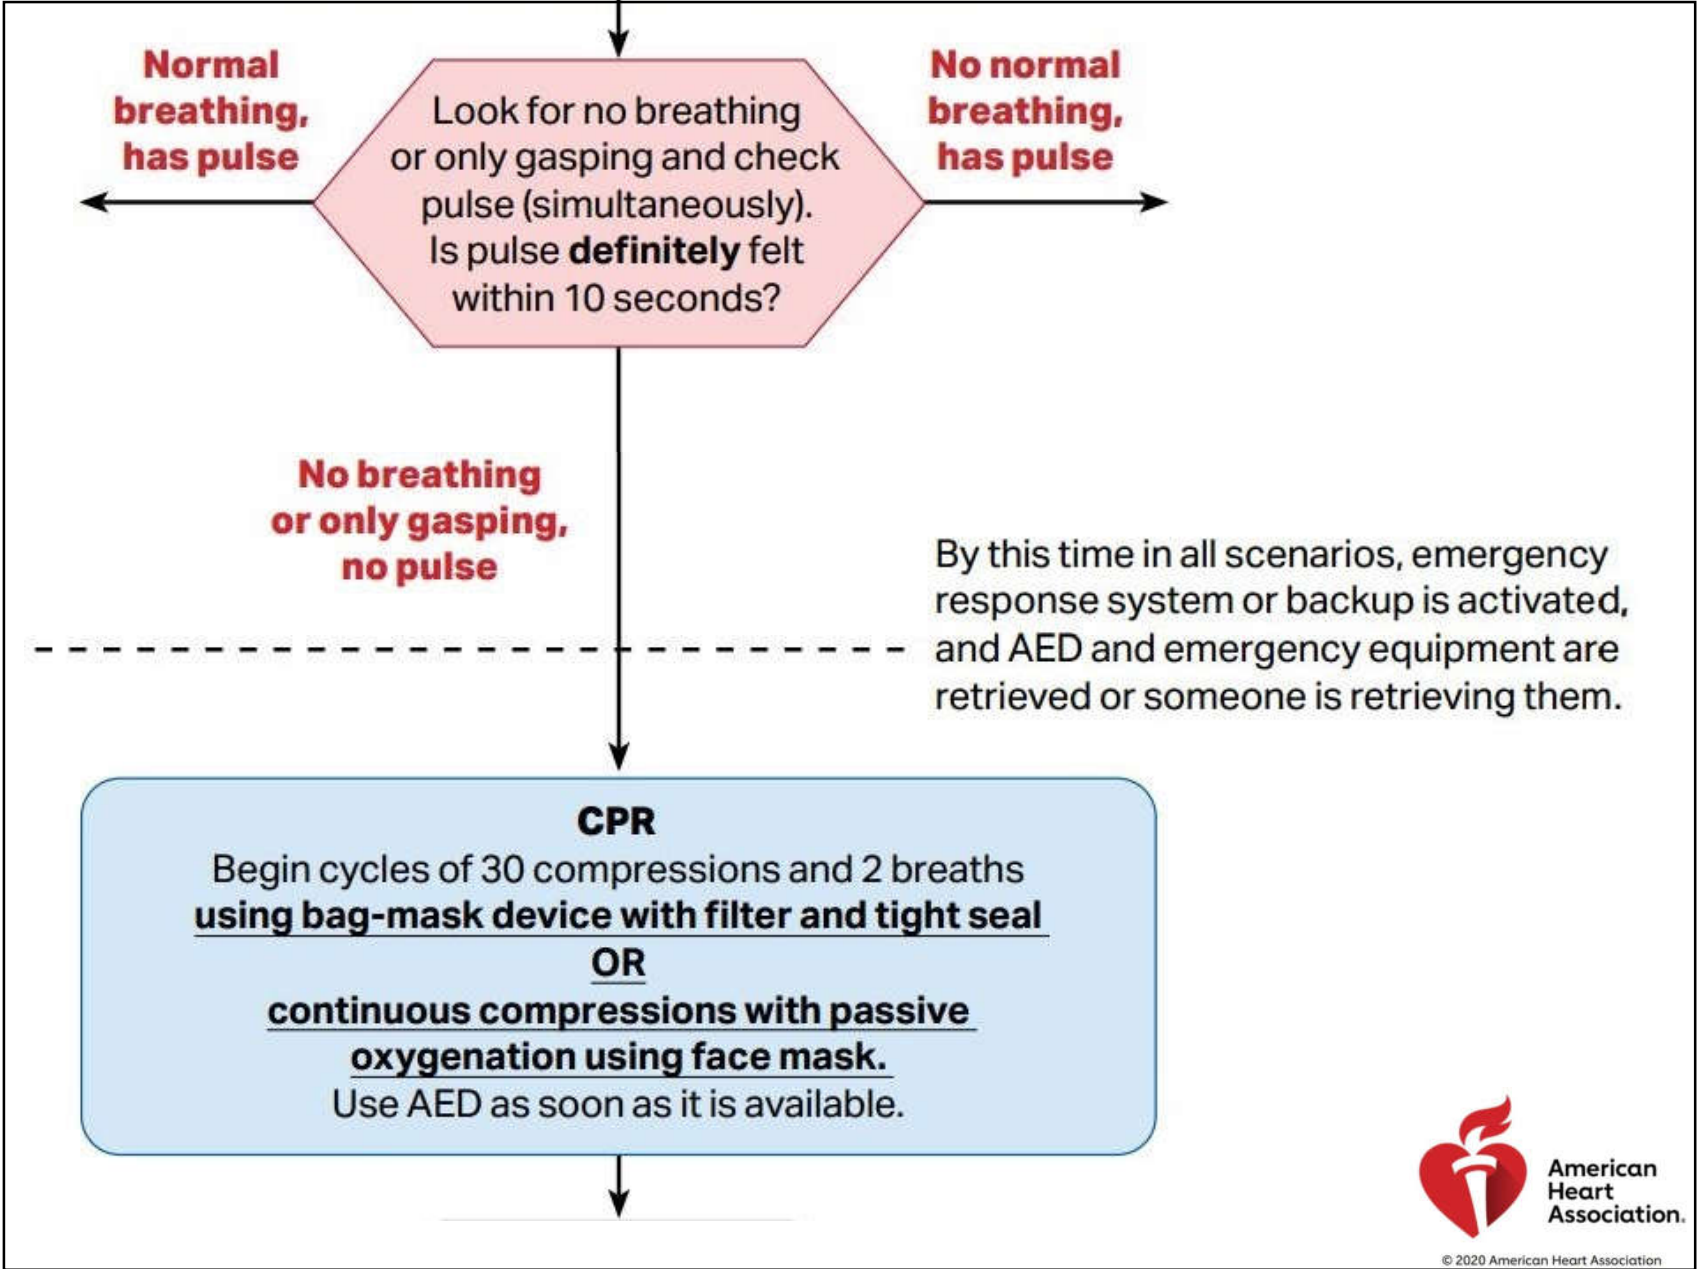 Normal
breathing,
has pulse
Look for no breathing
or only gasping and check
pulse (simultaneously).
Is pulse definitely felt
within 10 seconds?
No normal
breathing,
has pulse
No breathing
or only gasping,
no pulse
By this time in all scenarios, emergency
response system or backup is activated,
and AED and emergency equipment are
retrieved or someone is retrieving them.
CPR
Begin cycles of 30 compressions and 2 breaths
using bag-mask device with filter and tight seal
OR
continuous compressions with passive
oxygenation using face mask.
Use AED as soon as it is available.
American
Heart
Association.
© 2020 American Heart Association